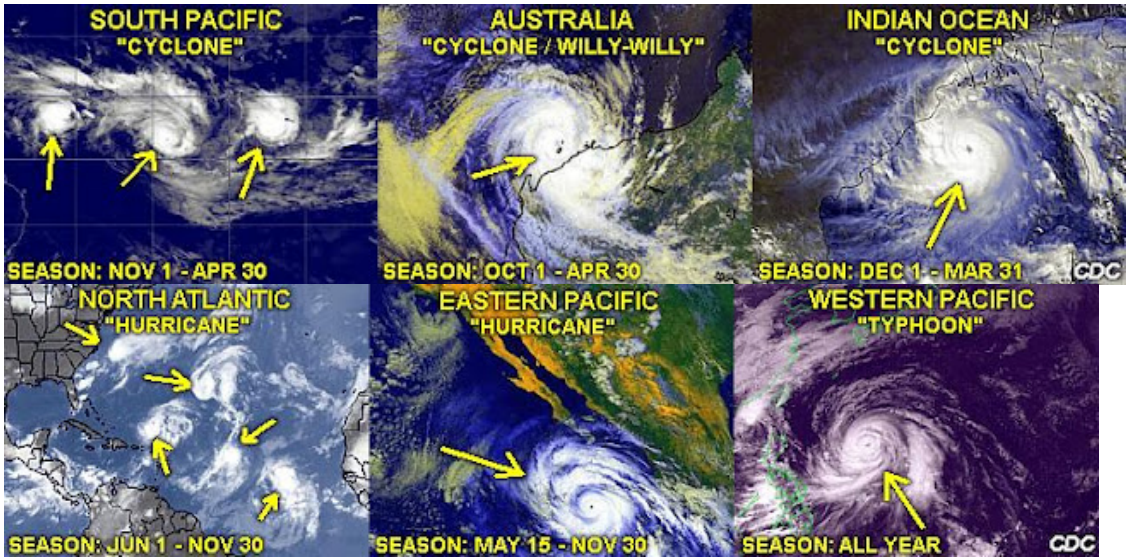 SOUTH PACIFIC
"CYCLONE"
SEASON: NOV 1 - APR 30
AUSTRALIA
"CYCLONE / WILLY-WILLY"
SEASON: OCT 1 - APR 30
INDIAN OCEAN
"CYCLONE"
SEASON: DEC 1 - MAR 31
CDC
NORTH ATLANTIC
"HURRICANE"
SEASON: JUN 1 - NOV 30
EASTERN PACIFIC
"HURRICANE"
SEASON: MAY 15 - NOV 30
WESTERN PACIFIC
"TYPHOON"
SEASON: ALL YEAR
CDC